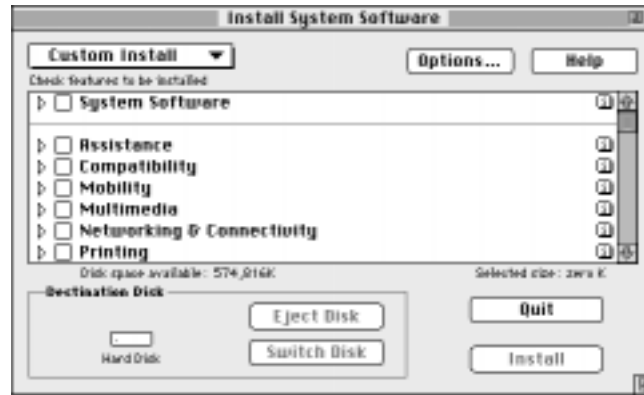 Install System Software
Custom Install
Options...
Help
Check features to be installed
System Software
Assistance
Compatibility
Mobility
Multimedia
Networking & Connectivity
Printing
Disk space available: 574,816K
Selected size: zero K
Destination Disk
Eject Disk
Quit
Hard Disk
Switch Disk
Install